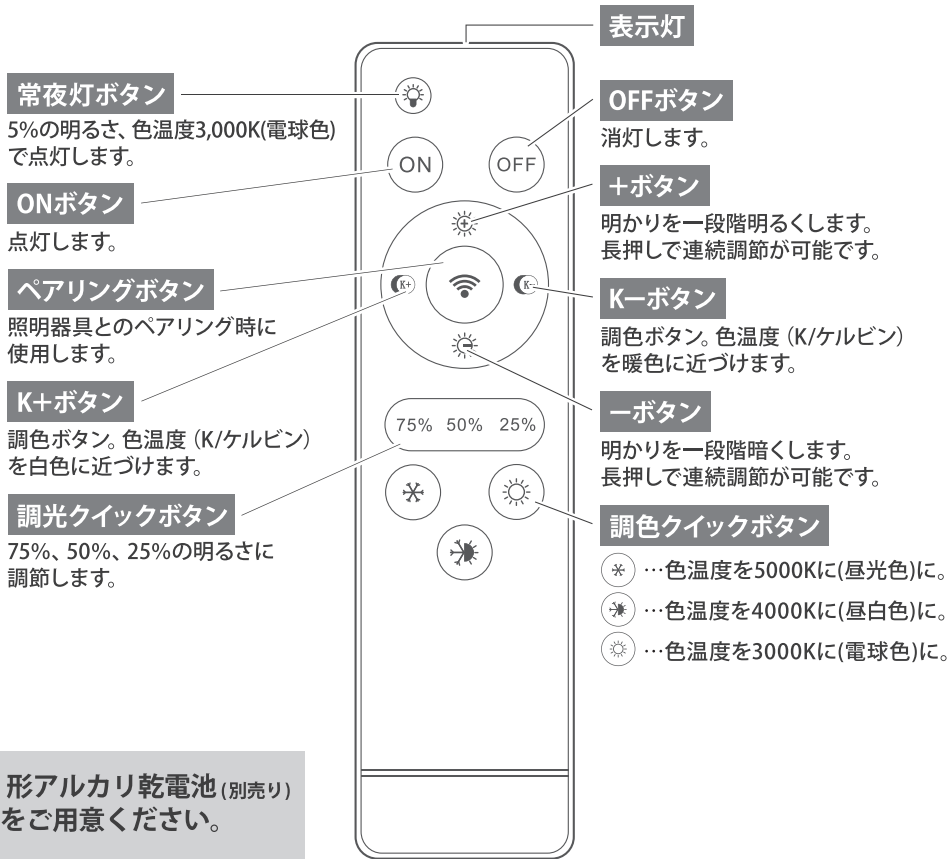 表示灯
常夜灯ボタン
5%の明るさ、色温度3,000K(電球色)
で点灯します。
ONボタン
点灯します。
ペアリングボタン
照明器具とのペアリング時に
使用します。
K+ボタン
調色ボタン。色温度（K/ケルビン）
を白色に近づけます。
調光クイックボタン
75%、50%、25%の明るさに
調節します。
ON
OFF
K+
K-
75% 50% 25%
OFFボタン
消灯します。
+ボタン
明かりを一段階明るくします。
長押しで連続調節が可能です。
Kーボタン
調色ボタン。色温度（K/ケルビン）
を暖色に近づけます。
ーボタン
明かりを一段階暗くします。
長押しで連続調節が可能です。
調色クイックボタン
…色温度を5000Kに(昼光色)に。
…色温度を4000Kに(昼白色)に。
…色温度を3000Kに(電球色)に。
形アルカリ乾電池(別売り)
をご用意ください。